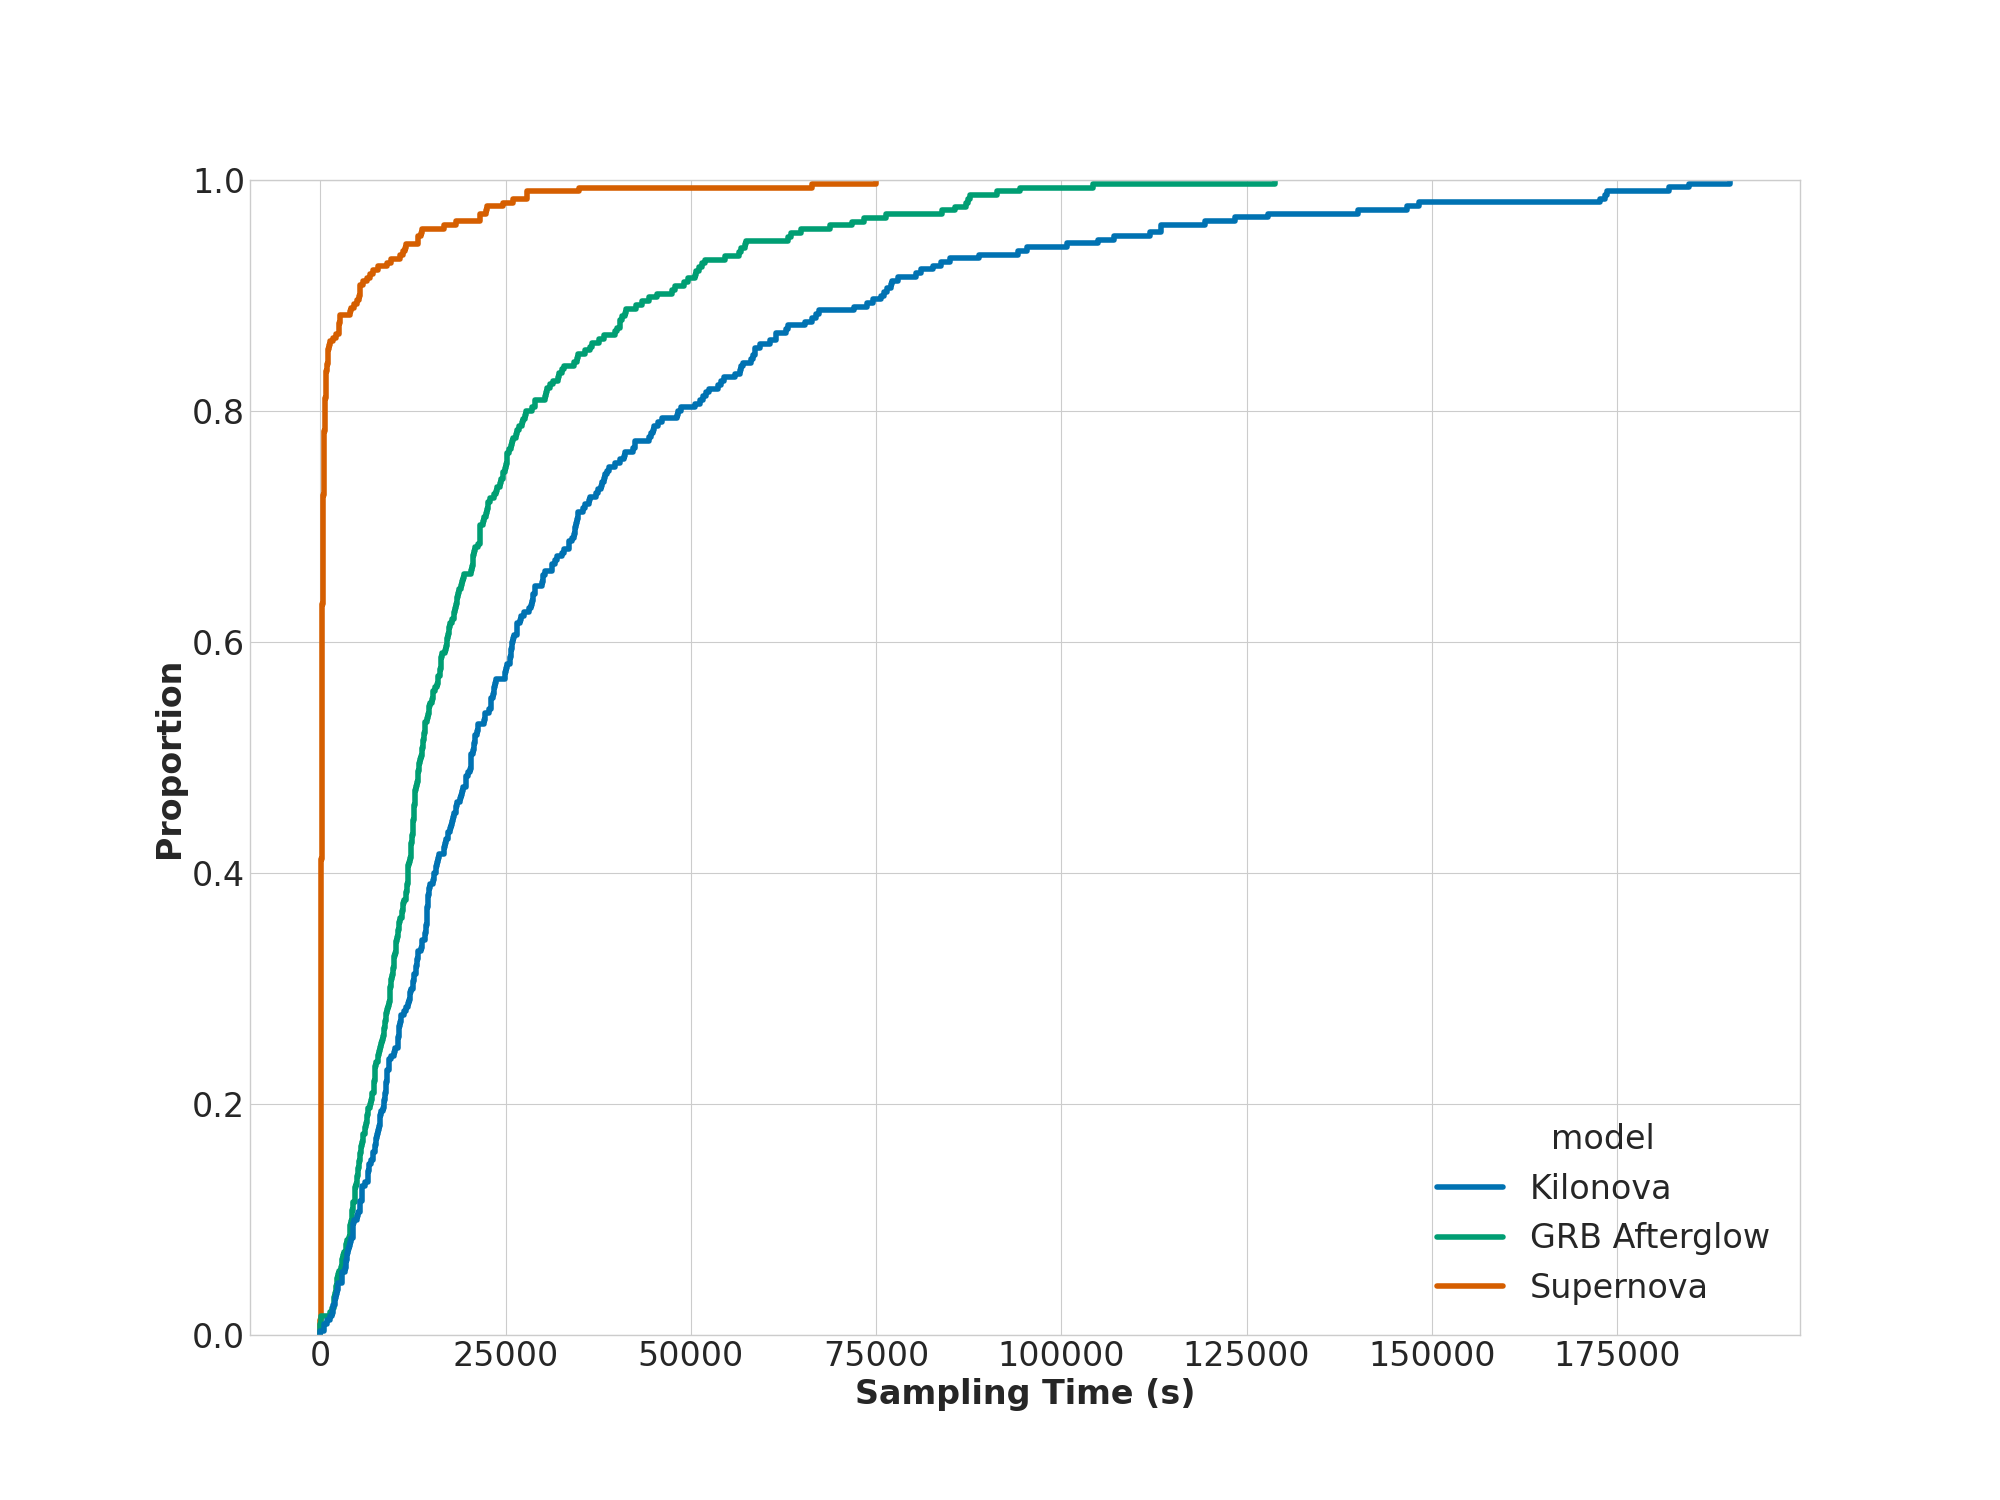 1.0
0.8
0.6
0.4
0.2
0.0
Proportion
0 25000 50000 75000 100000 125000 150000 175000
Sampling Time (s)
model
Kilonova
GRB Afterglow
Supernova